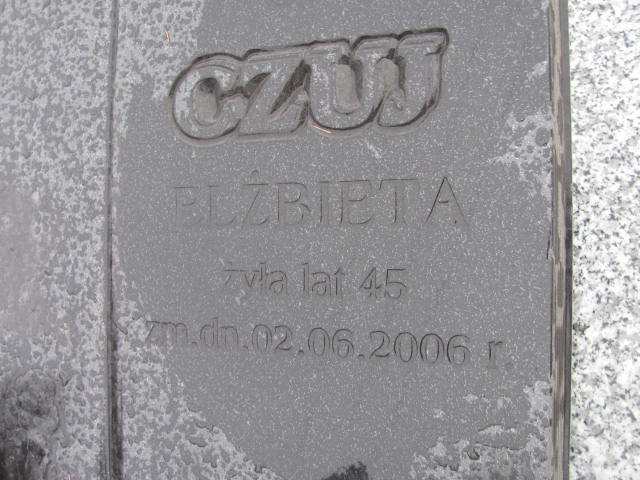 CZUJ
ELŻBIETA
żyła lat 45
zm.dn.02.06.2006 r.